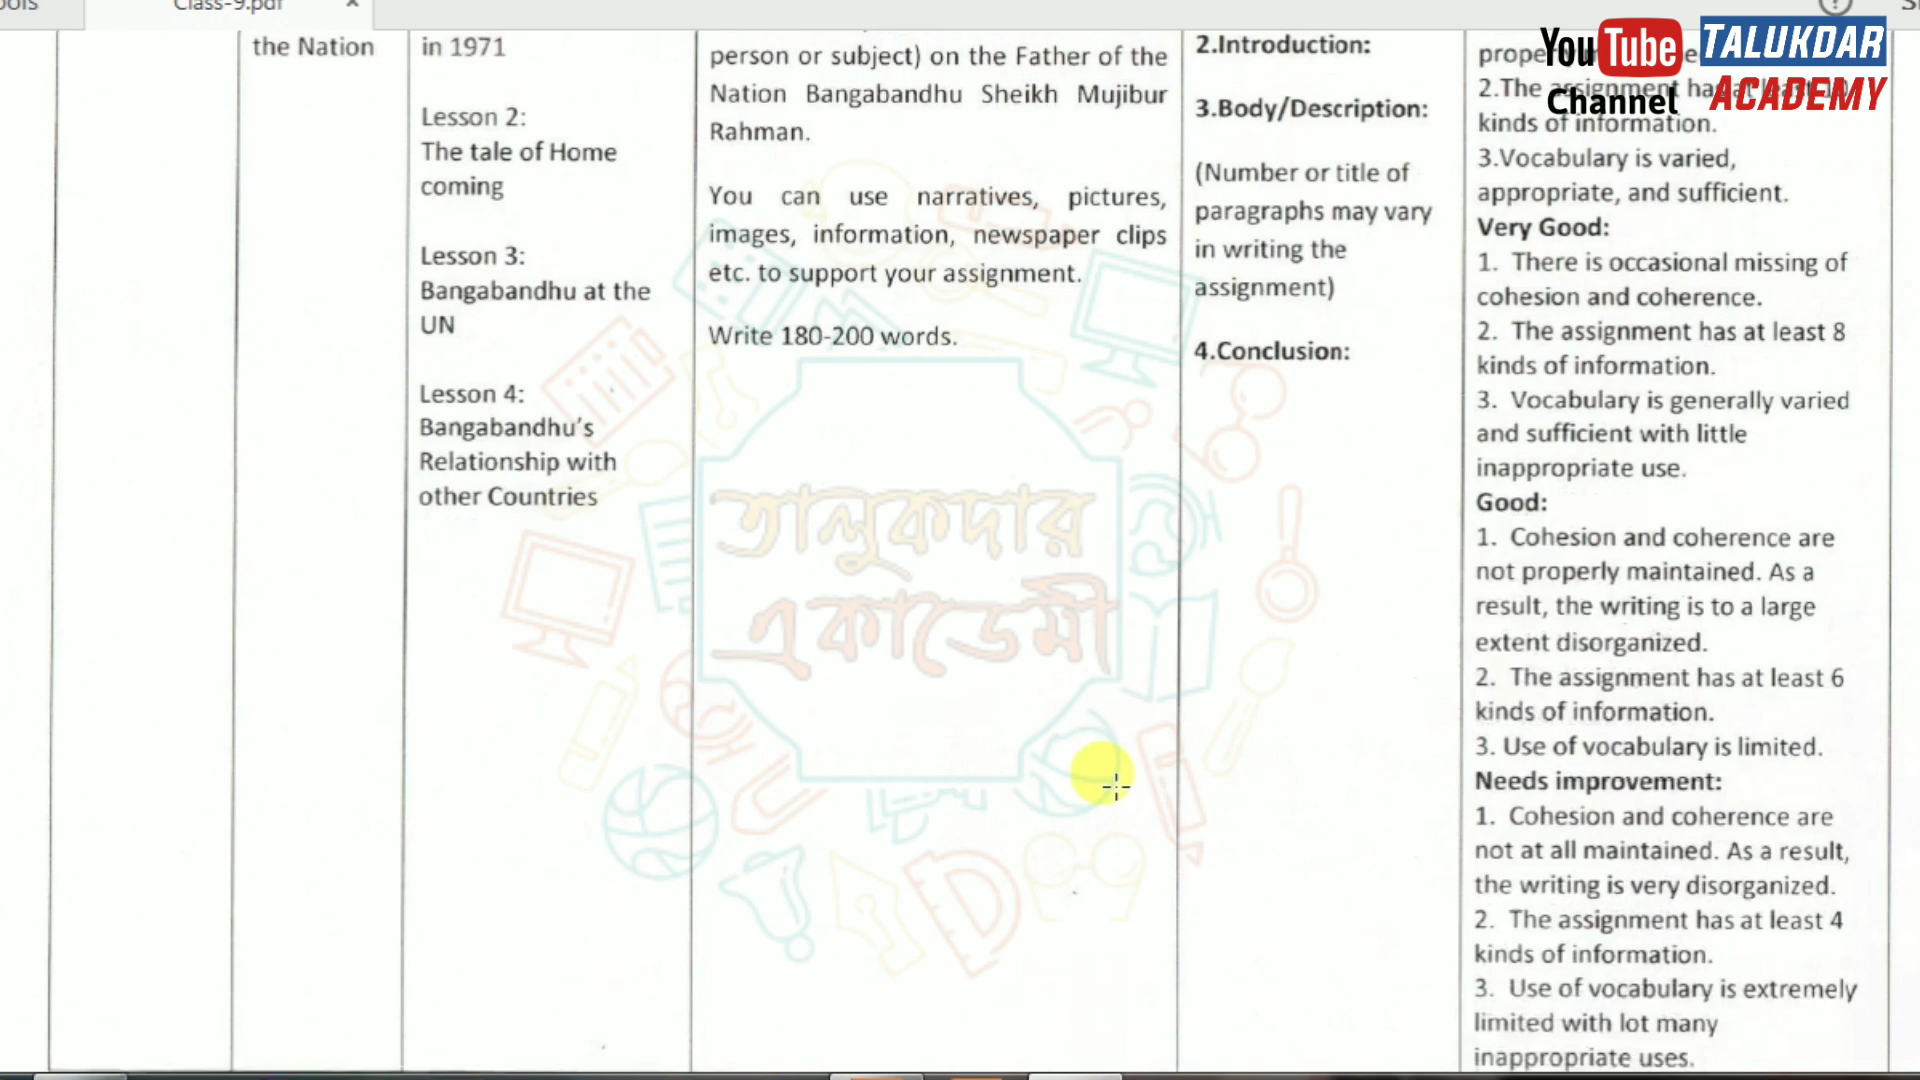 Class-9.pdf
the Nation
in 1971
Lesson 2:
The tale of Home
coming
Lesson 3:
Bangabandhu at the
UN
Lesson 4:
Bangabandhu's
Relationship with
other Countries
person or subject) on the Father of the
Nation Bangabandhu Sheikh Mujibur
Rahman.
You can use narratives, pictures,
images, information, newspaper clips
etc. to support your assignment.
Write 180-200 words.
তালুকদার
একাডেমী
2.Introduction:
3.Body/Description:
(Number or title of
paragraphs may vary
in writing the
assignment)
4.Conclusion:
YouTube
Channel
TALUKDAR
ACADEMY
2.The assignment has at least
kinds of information.
3.Vocabulary is varied,
appropriate, and sufficient.
Very Good:
1. There is occasional missing of
cohesion and coherence.
2. The assignment has at least 8
kinds of information.
3. Vocabulary is generally varied
and sufficient with little
inappropriate use.
Good:
1. Cohesion and coherence are
not properly maintained. As a
result, the writing is to a large
extent disorganized.
2. The assignment has at least 6
kinds of information.
3. Use of vocabulary is limited.
Needs improvement:
1. Cohesion and coherence are
not at all maintained. As a result,
the writing is very disorganized.
2. The assignment has at least 4
kinds of information.
3. Use of vocabulary is extremely
limited with lot many
inappropriate uses.